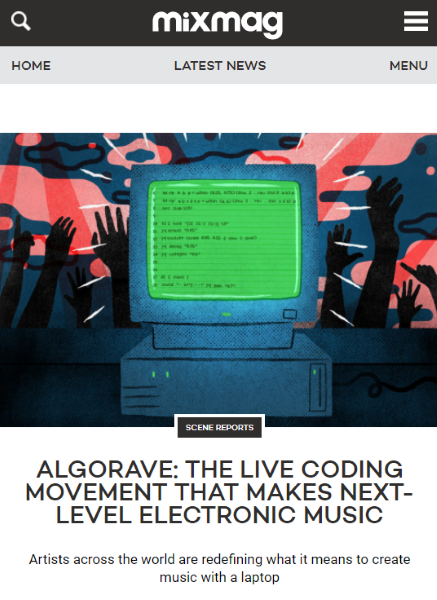 mixmag
HOME LATEST NEWS MENU
SCENE REPORTS
ALGORAVE: THE LIVE CODING
MOVEMENT THAT MAKES NEXT-
LEVEL ELECTRONIC MUSIC
Artists across the world are redefining what it means to create
music with a laptop